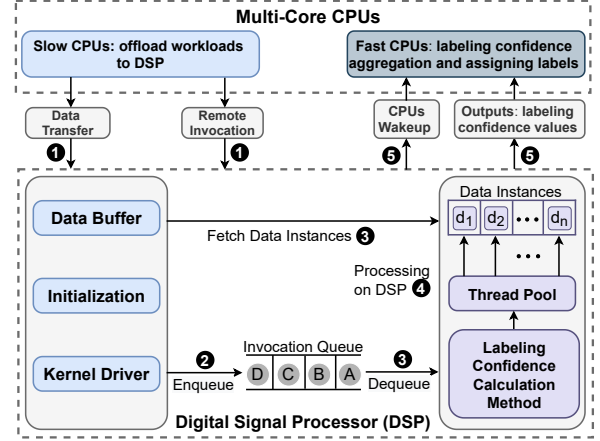 Multi-Core CPUs
Slow CPUs: offload workloads
to DSP
Fast CPUs: labeling confidence
aggregation and assigning labels
Data
Transfer
Remote
Invocation
CPUs
Wakeup
Outputs: labeling
confidence values
1
1
5
5
Data Buffer
Initialization
Kernel Driver
Fetch Data Instances 3
Data Instances
d1 d2 ••• dn
•••
Processing
on DSP 4
Thread Pool
2
Enqueue
Invocation Queue
D C B A
3
Dequeue
Labeling
Confidence
Calculation
Method
Digital Signal Processor (DSP)